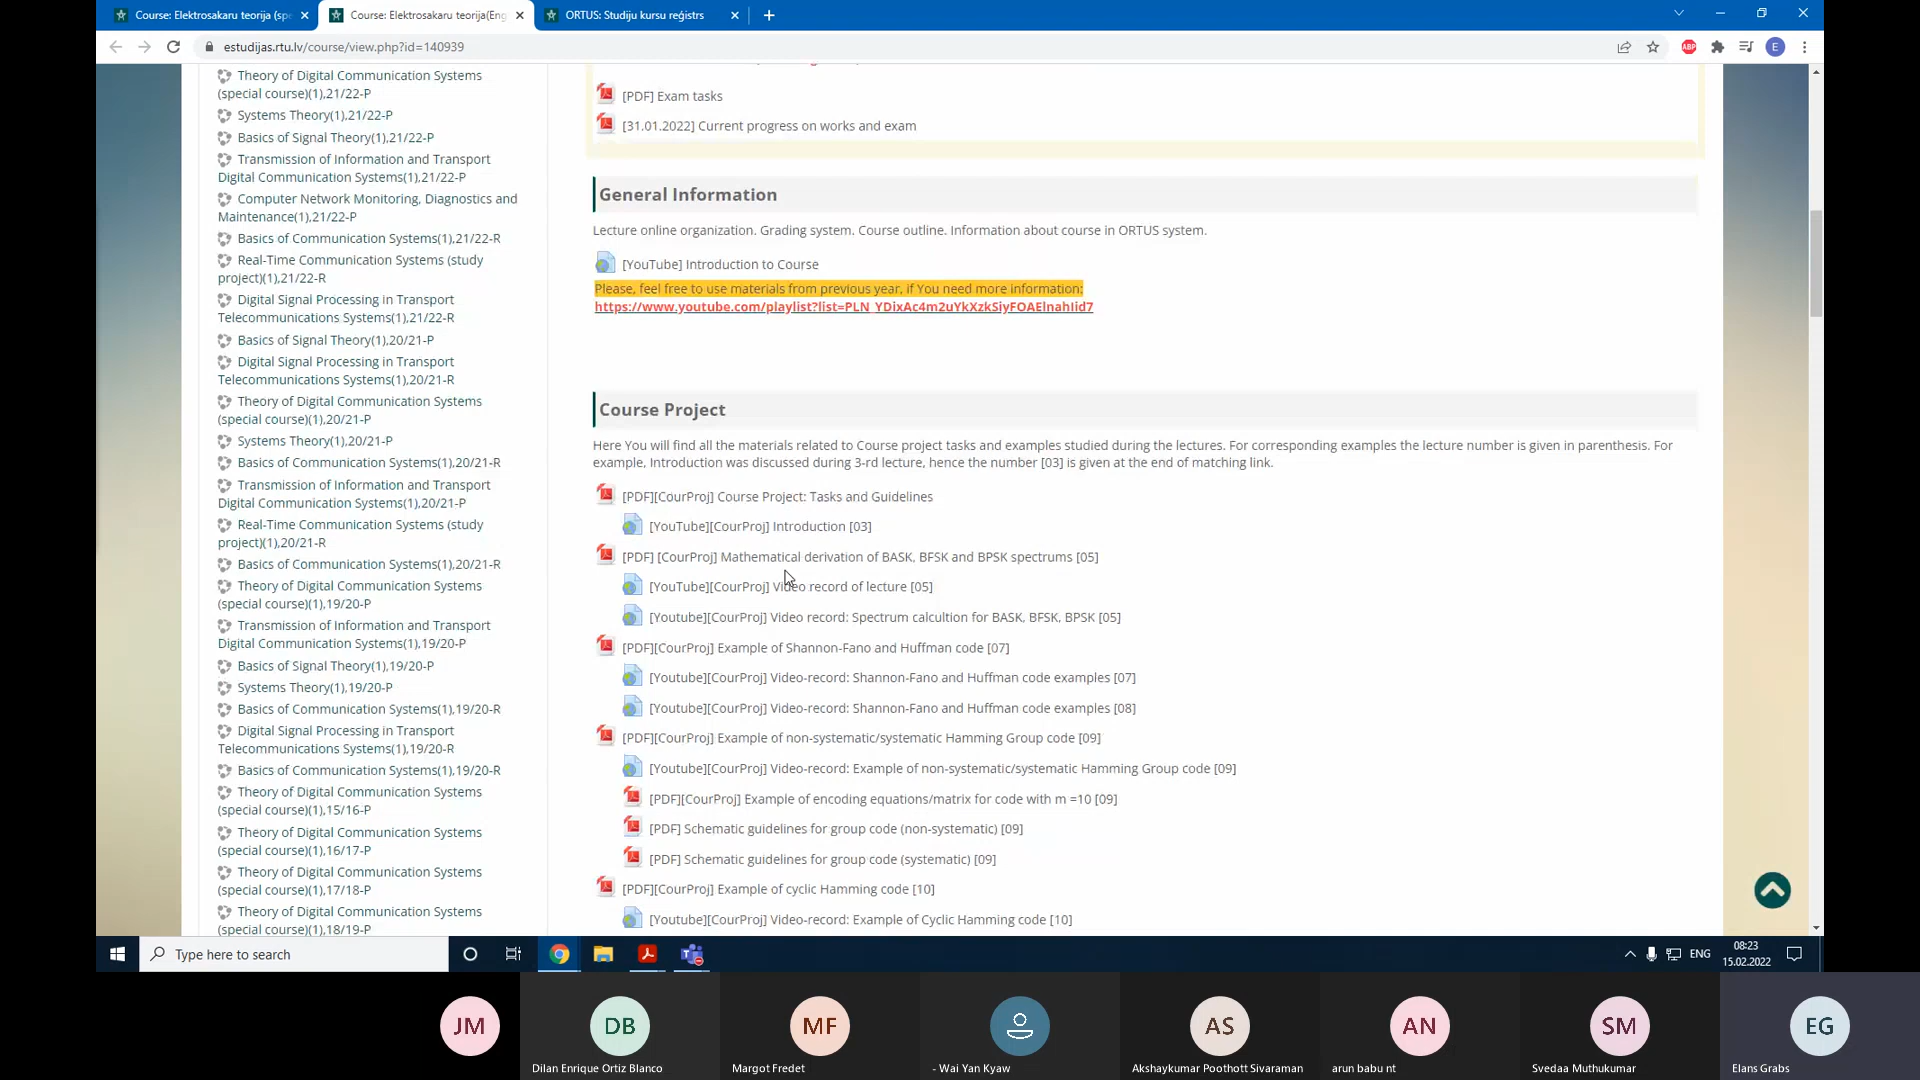 Course: Elektrosakaru teorija (spe
Course: Elektrosakaru teorija(Eng
ORTUS: Studiju kursu reģistrs
estudijas.rtu.lv/course/view.php?id=140939
ABP
E
Theory of Digital Communication Systems
(special course)(1),21/22-P
Systems Theory(1),21/22-P
Basics of Signal Theory(1),21/22-P
Transmission of Information and Transport
Digital Communication Systems(1),21/22-P
Computer Network Monitoring, Diagnostics and
Maintenance(1),21/22-P
Basics of Communication Systems(1),21/22-R
Real-Time Communication Systems (study
project)(1),21/22-R
Digital Signal Processing in Transport
Telecommunications Systems(1),21/22-R
Basics of Signal Theory(1),20/21-P
Digital Signal Processing in Transport
Telecommunications Systems(1),20/21-R
Theory of Digital Communication Systems
(special course)(1),20/21-P
Systems Theory(1),20/21-P
Basics of Communication Systems(1),20/21-R
Transmission of Information and Transport
Digital Communication Systems(1),20/21-P
Real-Time Communication Systems (study
project)(1),20/21-R
Basics of Communication Systems(1),20/21-R
Theory of Digital Communication Systems
(special course)(1),19/20-P
Transmission of Information and Transport
Digital Communication Systems(1),19/20-P
Basics of Signal Theory(1),19/20-P
Systems Theory(1),19/20-P
Basics of Communication Systems(1),19/20-R
Digital Signal Processing in Transport
Telecommunications Systems(1),19/20-R
Basics of Communication Systems(1),19/20-R
Theory of Digital Communication Systems
(special course)(1),15/16-P
Theory of Digital Communication Systems
(special course)(1),16/17-P
Theory of Digital Communication Systems
(special course)(1),17/18-P
Theory of Digital Communication Systems
(special course)(1),18/19-P
[PDF] Exam tasks
[31.01.2022] Current progress on works and exam
General Information
Lecture online organization. Grading system. Course outline. Information about course in ORTUS system.
[YouTube] Introduction to Course
Please, feel free to use materials from previous year, if You need more information:
https://www.youtube.com/playlist?list=PLN_YDixAc4m2uYkXzkSiyFOAElnahIid7
Course Project
Here You will find all the materials related to Course project tasks and examples studied during the lectures. For corresponding examples the lecture number is given in parenthesis. For
example, Introduction was discussed during 3-rd lecture, hence the number [03] is given at the end of matching link.
[PDF][CourProj] Course Project: Tasks and Guidelines
[YouTube][CourProj] Introduction [03]
[PDF] [CourProj] Mathematical derivation of BASK, BFSK and BPSK spectrums [05]
[YouTube][CourProj] Video record of lecture [05]
[Youtube][CourProj] Video record: Spectrum calcultion for BASK, BFSK, BPSK [05]
[PDF][CourProj] Example of Shannon-Fano and Huffman code [07]
[Youtube][CourProj] Video-record: Shannon-Fano and Huffman code examples [07]
[Youtube][CourProj] Video-record: Shannon-Fano and Huffman code examples [08]
[PDF][CourProj] Example of non-systematic/systematic Hamming Group code [09]
[Youtube][CourProj] Video-record: Example of non-systematic/systematic Hamming Group code [09]
[PDF][CourProj] Example of encoding equations/matrix for code with m =10 [09]
[PDF] Schematic guidelines for group code (non-systematic) [09]
[PDF] Schematic guidelines for group code (systematic) [09]
[PDF][CourProj] Example of cyclic Hamming code [10]
[Youtube][CourProj] Video-record: Example of Cyclic Hamming code [10]
Type here to search
ENG
08:23
15.02.2022
JM
DB
MF
AS
AN
SM
EG
Dilan Enrique Ortiz Blanco
Margot Fredet
- Wai Yan Kyaw
Akshaykumar Poothott Sivaraman
arun babu nt
Svedaa Muthukumar
Elans Grabs